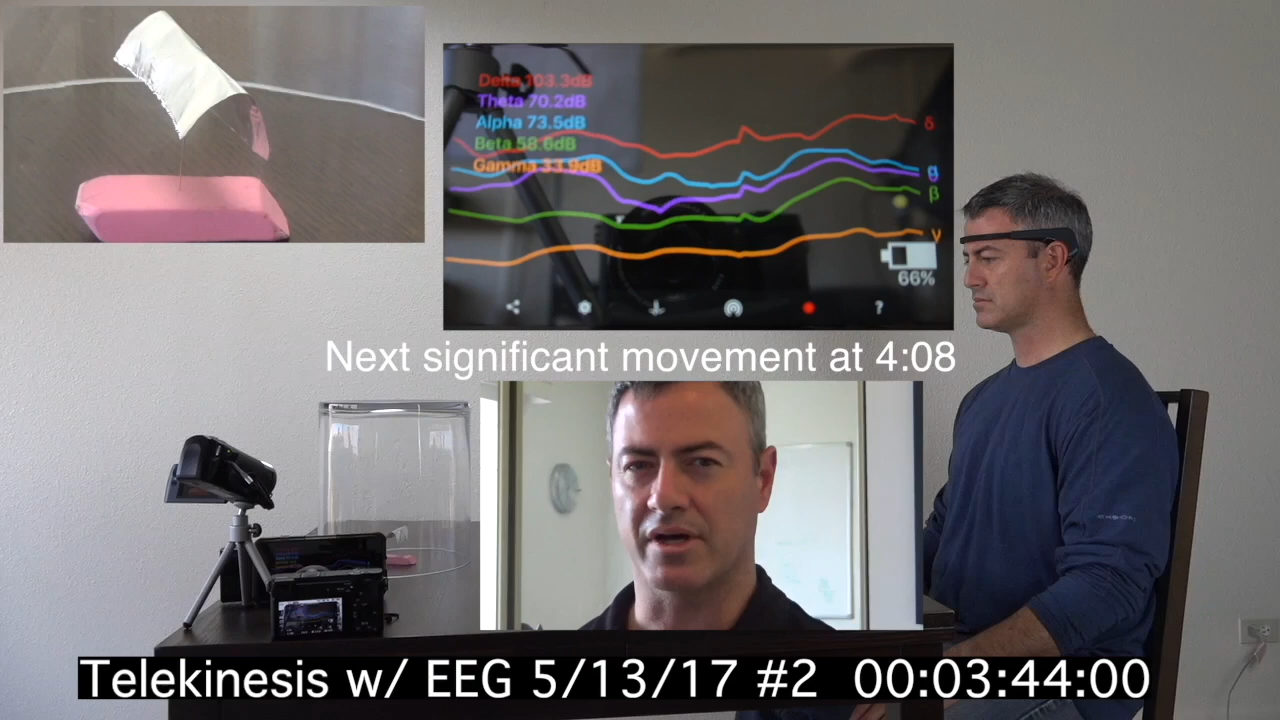 Delta 103.3dB
Theta 70.2dB
Alpha 73.5dB
Beta 58.6dB
Gamma 33.9dB
δ
α
θ
β
γ
66%
?
Next significant movement at 4:08
Telekinesis w/ EEG 5/13/17 #2 00:03:44:00